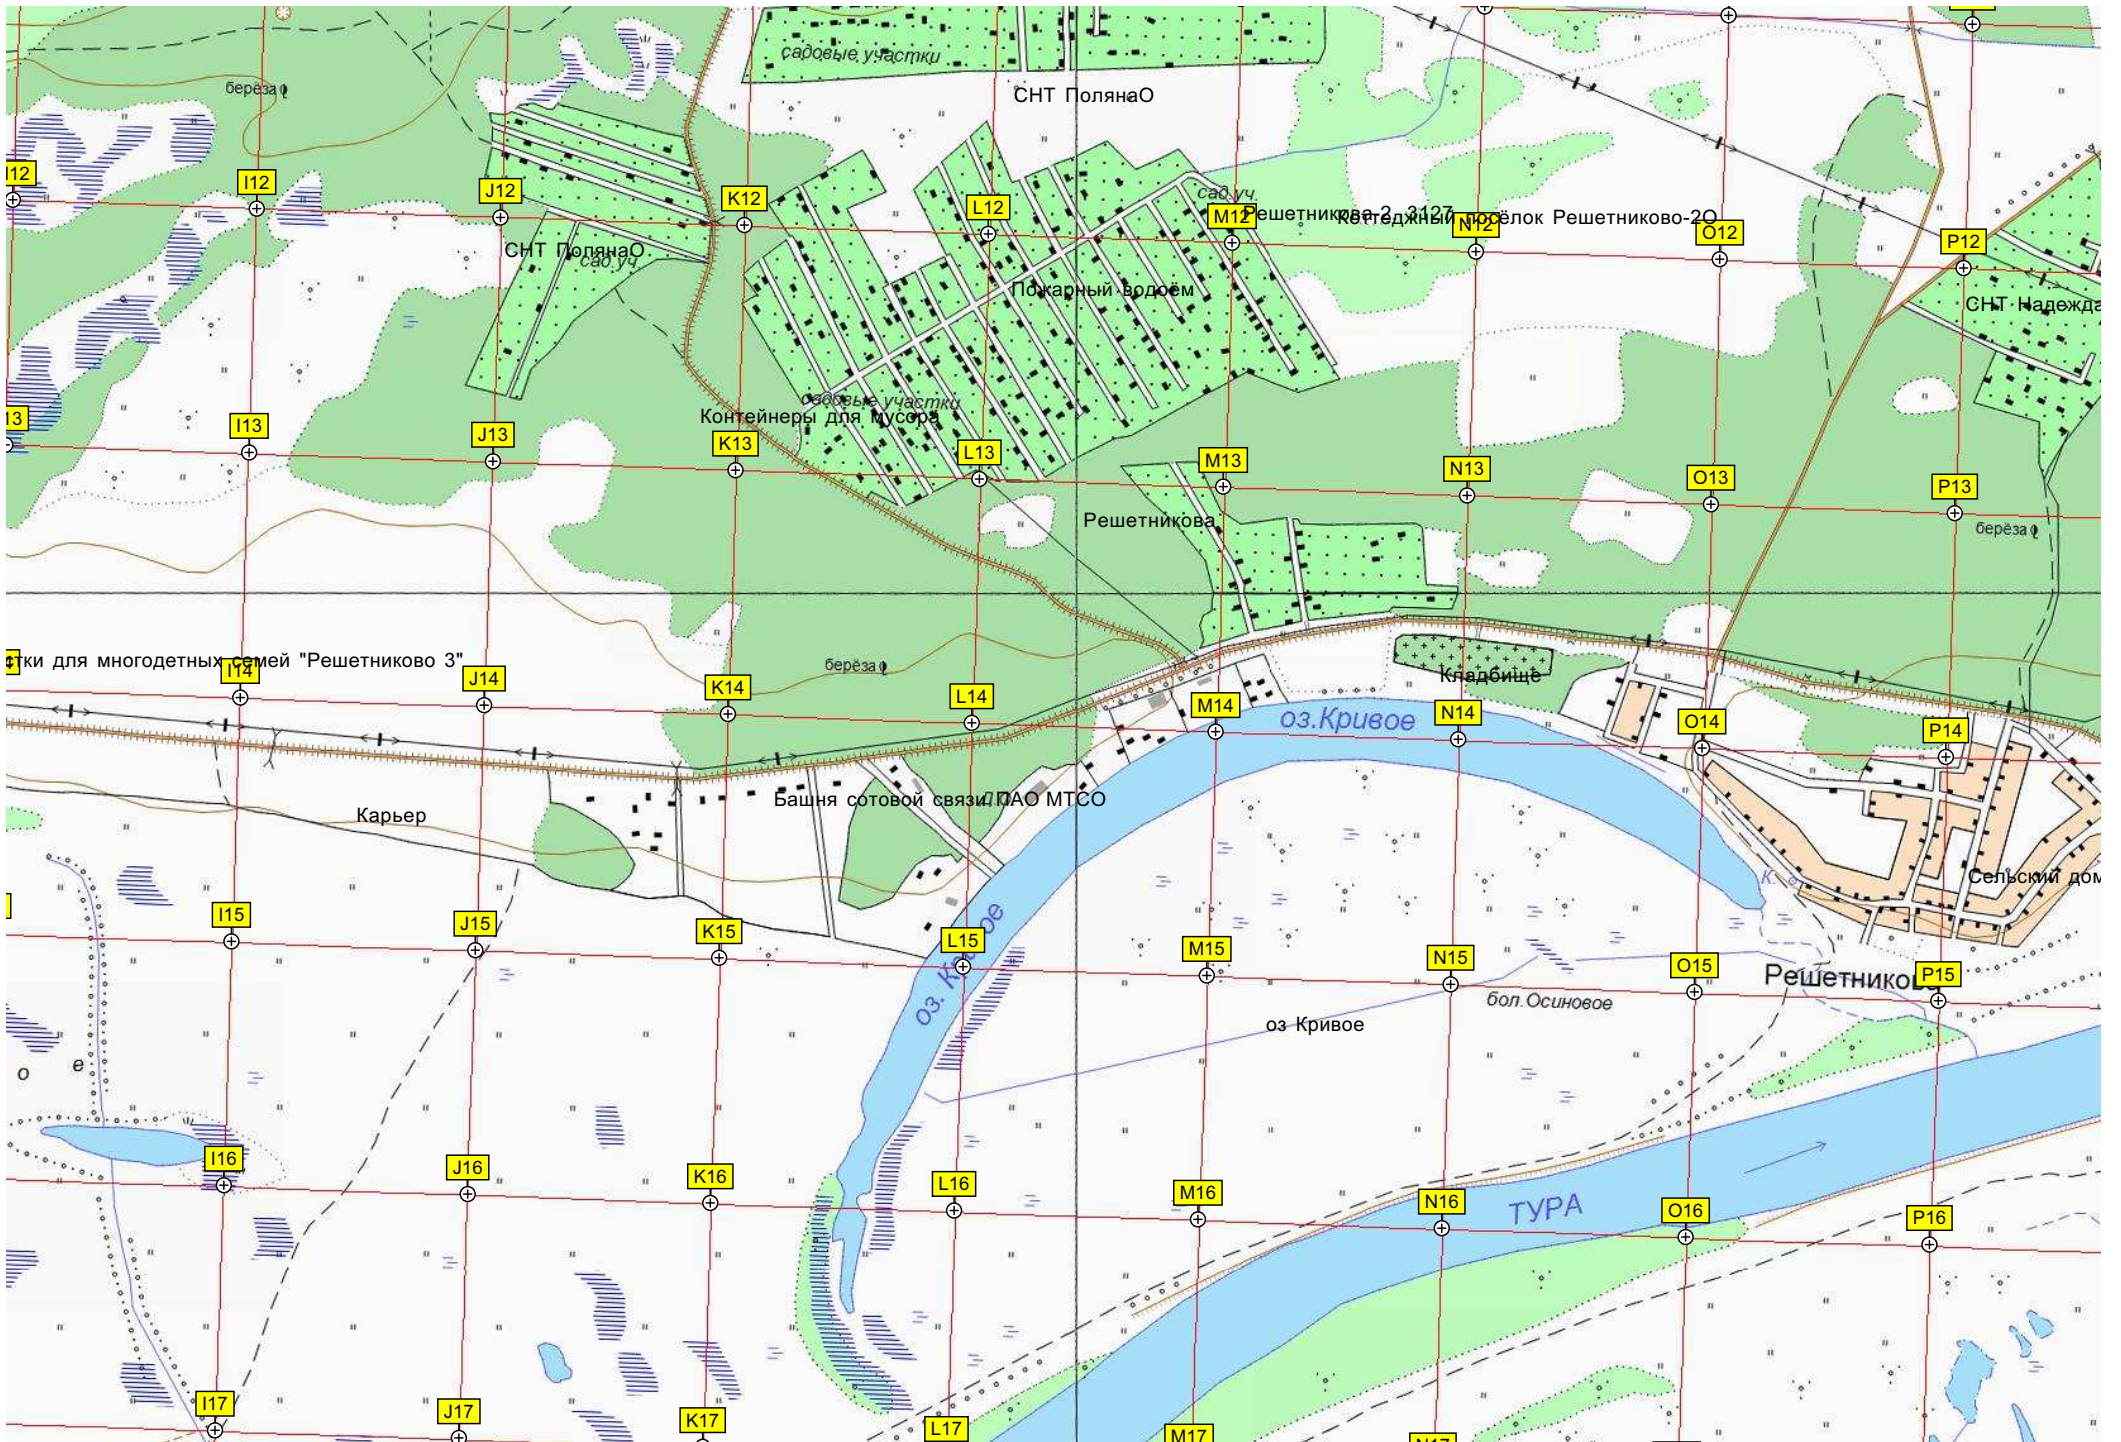 садовые участки
СНТ ПолянаО
берёза
I12
J12
K12
L12
сад.уч.
M12
Решетникова-2, 3127
Коттеджный посёлок Решетниково-2О
N12
O12
P12
СНТ ПолянаО
сад.уч.
Пожарный водоём
СНТ Надежда
садовые участки
Контейнеры для мусора
I13
J13
K13
L13
M13
N13
O13
P13
Решетникова
берёза
стки для многодетных семей "Решетниково 3"
берёза
Кладбище
I14
J14
K14
L14
M14
оз.Кривое
N14
O14
P14
Башня сотовой связи, ПАО МТСО
Карьер
К.
Сельский дом
I15
J15
K15
L15
M15
N15
O15
P15
оз. Кривое
Решетникова
бол.Осиновое
оз Кривое
о е
I16
J16
K16
L16
M16
N16
O16
P16
ТУРА
I17
J17
K17
L17
M17
N17